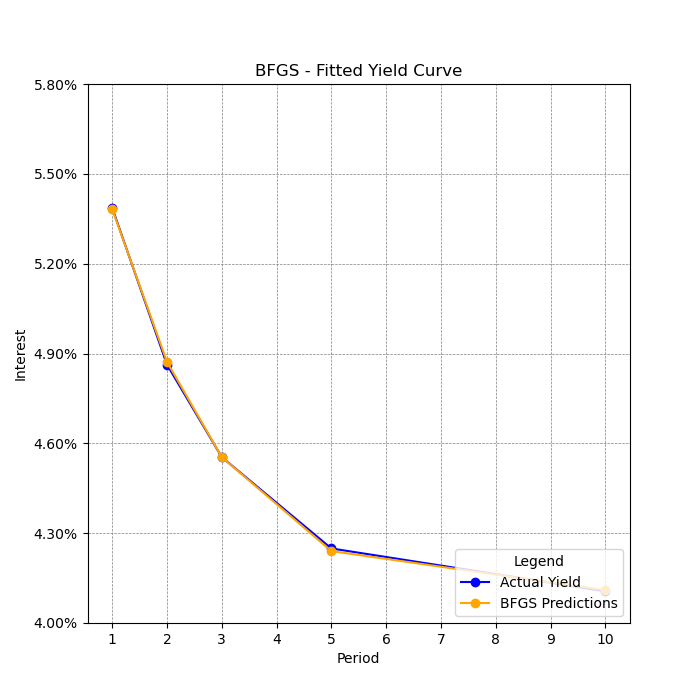 BFGS - Fitted Yield Curve
5.80%
5.50%
5.20%
4.90%
4.60%
4.30%
4.00%
Interest
Legend
Actual Yield
BFGS Predictions
1 2 3 4 5 6 7 8 9 10
Period